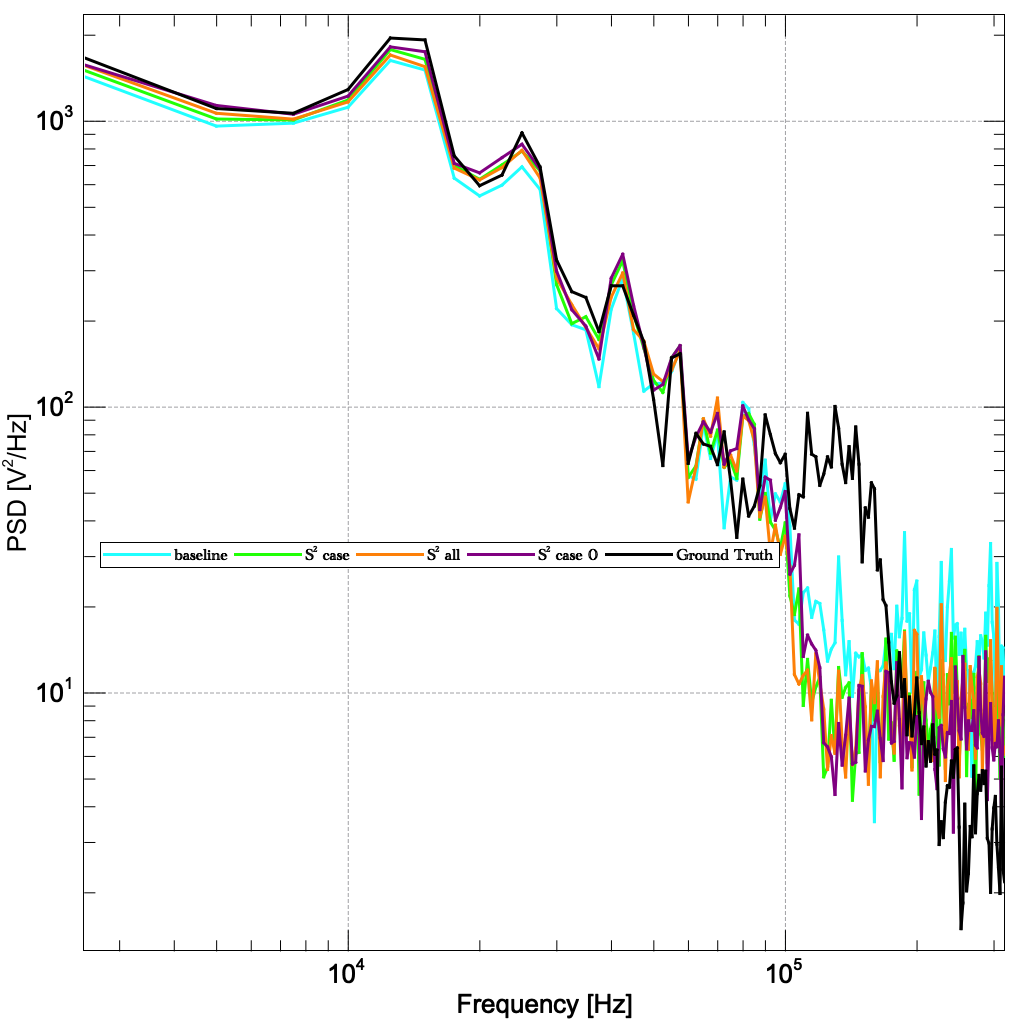 10³
10²
10¹
PSD [V²/Hz]
baseline S² case S² all S² case 0 Ground Truth
10⁴ 10⁵
Frequency [Hz]